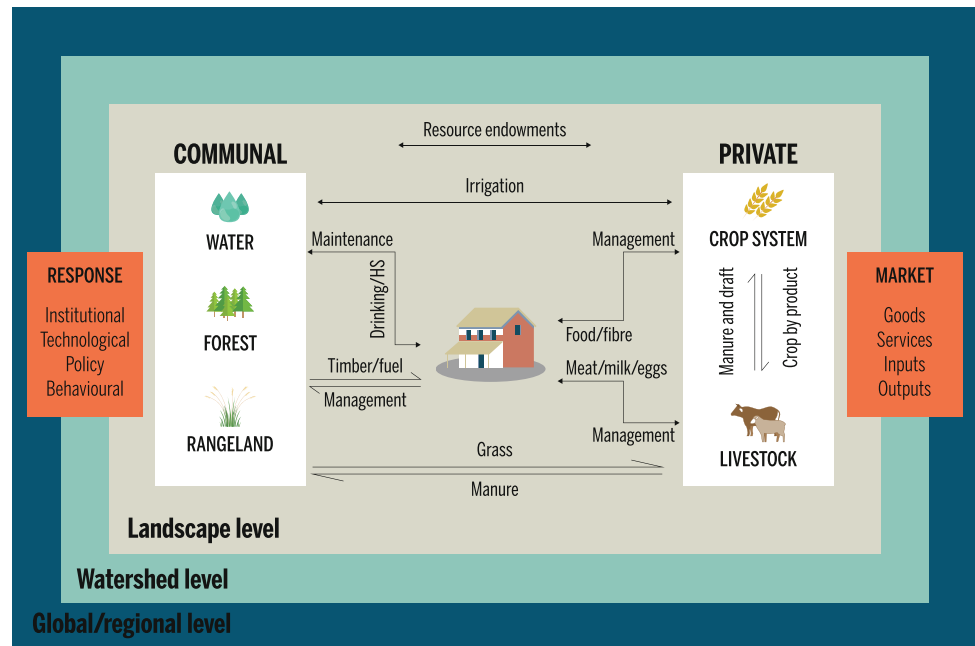 Resource endowments
COMMUNAL
PRIVATE
Irrigation
WATER
CROP SYSTEM
Maintenance
Management
Drinking/HS
Manure and draft
Crop by product
RESPONSE
Institutional
Technological
Policy
Behavioural
MARKET
Goods
Services
Inputs
Outputs
FOREST
Food/fibre
Timber/fuel
Meat/milk/eggs
Management
Management
RANGELAND
LIVESTOCK
Grass
Manure
Landscape level
Watershed level
Global/regional level